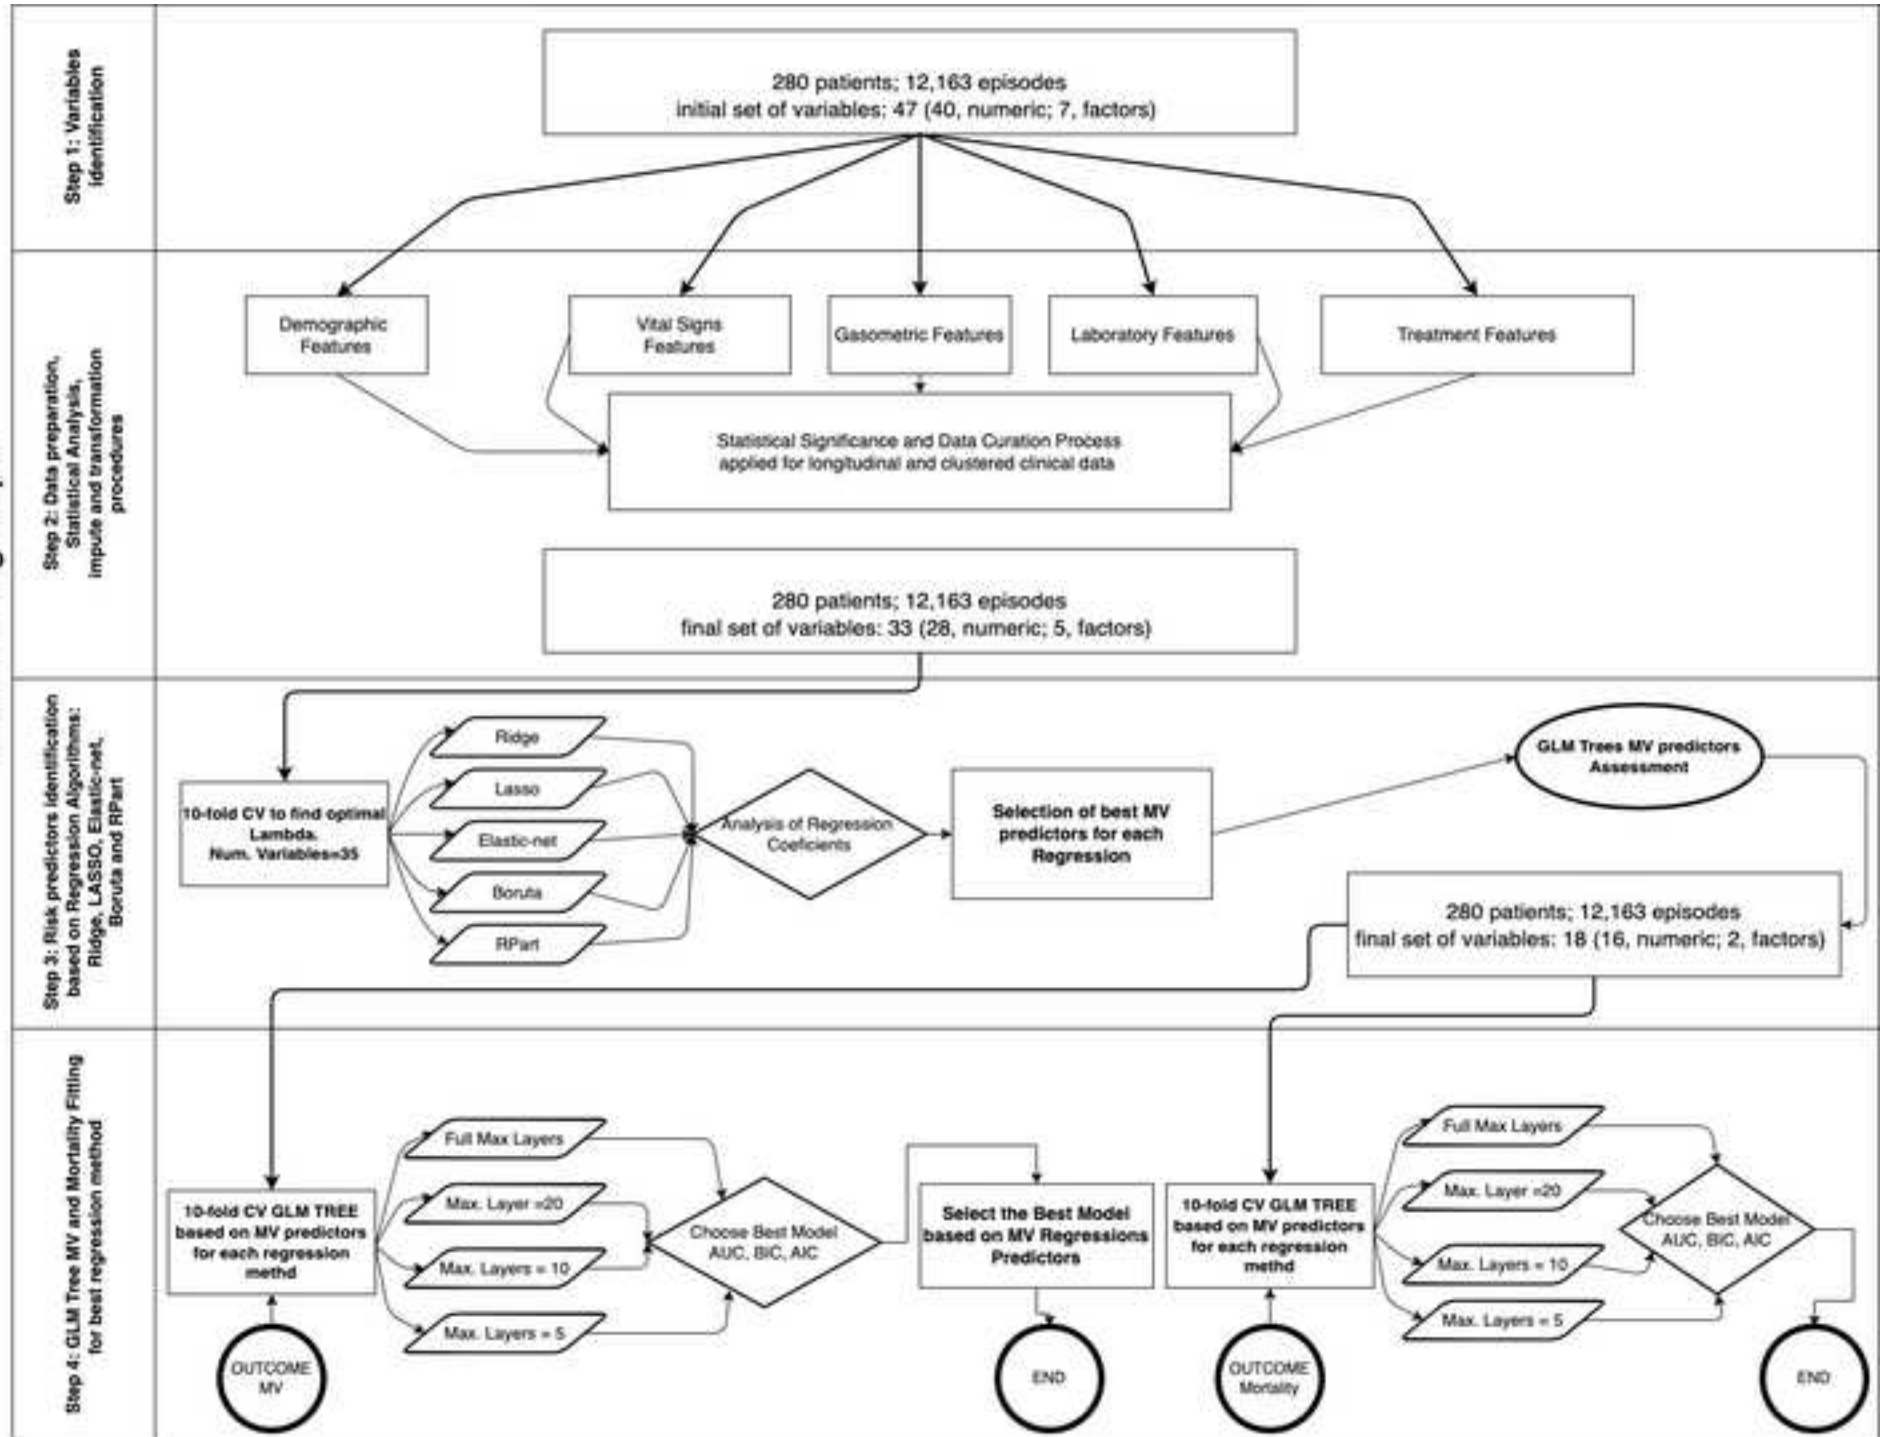 Step 1: Variables
identification
280 patients; 12,163 episodes
initial set of variables: 47 (40, numeric; 7, factors)
Step 2: Data preparation,
Statistical Analysis,
impute and transformation
procedures
Demographic
Features
Vital Signs
Features
Gasometric Features
Laboratory Features
Treatment Features
Statistical Significance and Data Curation Process
applied for longitudinal and clustered clinical data
280 patients; 12,163 episodes
final set of variables: 33 (28, numeric; 5, factors)
Step 3: Risk predictors identification
based on Regression Algorithms:
Ridge, LASSO, Elastic-net,
Boruta and RPart
10-fold CV to find optimal
Lambda.
Num. Variables=35
Ridge
Lasso
Elastic-net
Boruta
RPart
Analysis of Regression
Coeficients
Selection of best MV
predictors for each
Regression
GLM Trees MV predictors
Assessment
280 patients; 12,163 episodes
final set of variables: 18 (16, numeric; 2, factors)
Step 4: GLM Tree MV and Mortality Fitting
for best regression method
10-fold CV GLM TREE
based on MV predictors
for each regression
methd
OUTCOME
MV
Full Max Layers
Max. Layer =20
Max. Layers = 10
Max. Layers = 5
Choose Best Model
AUC, BIC, AIC
Select the Best Model
based on MV Regressions
Predictors
END
10-fold CV GLM TREE
based on MV predictors
for each regression
methd
OUTCOME
Mortality
Full Max Layers
Max. Layer =20
Max. Layers = 10
Max. Layers = 5
Choose Best Model
AUC, BIC, AIC
END